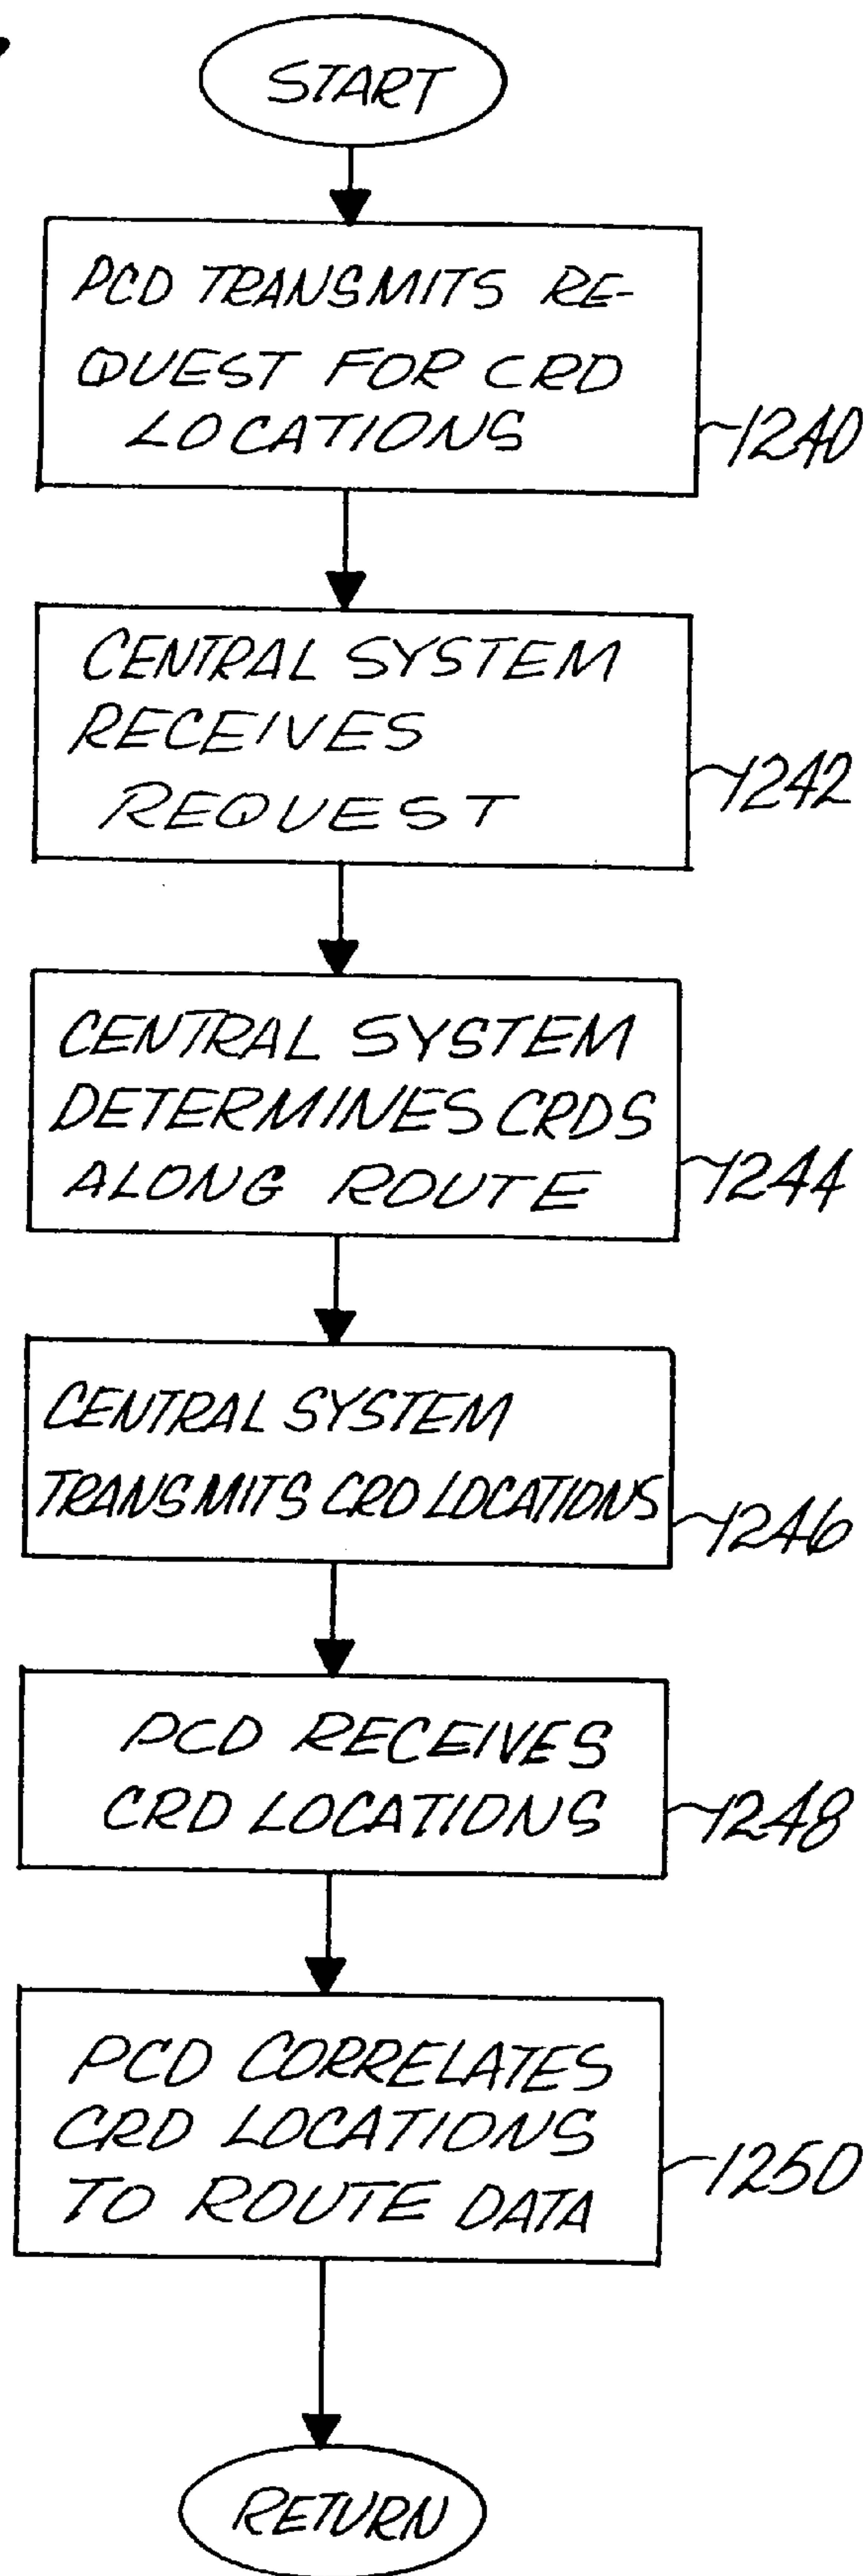 START
PCD TRANSMITS RE-
QUEST FOR CRD
LOCATIONS
1240
CENTRAL SYSTEM
RECEIVES
REQUEST
1242
CENTRAL SYSTEM
DETERMINES CRDS
ALONG ROUTE
1244
CENTRAL SYSTEM
TRANSMITS CRD LOCATIONS
1246
PCD RECEIVES
CRD LOCATIONS
1248
PCD CORRELATES
CRD LOCATIONS
TO ROUTE DATA
1250
RETURN